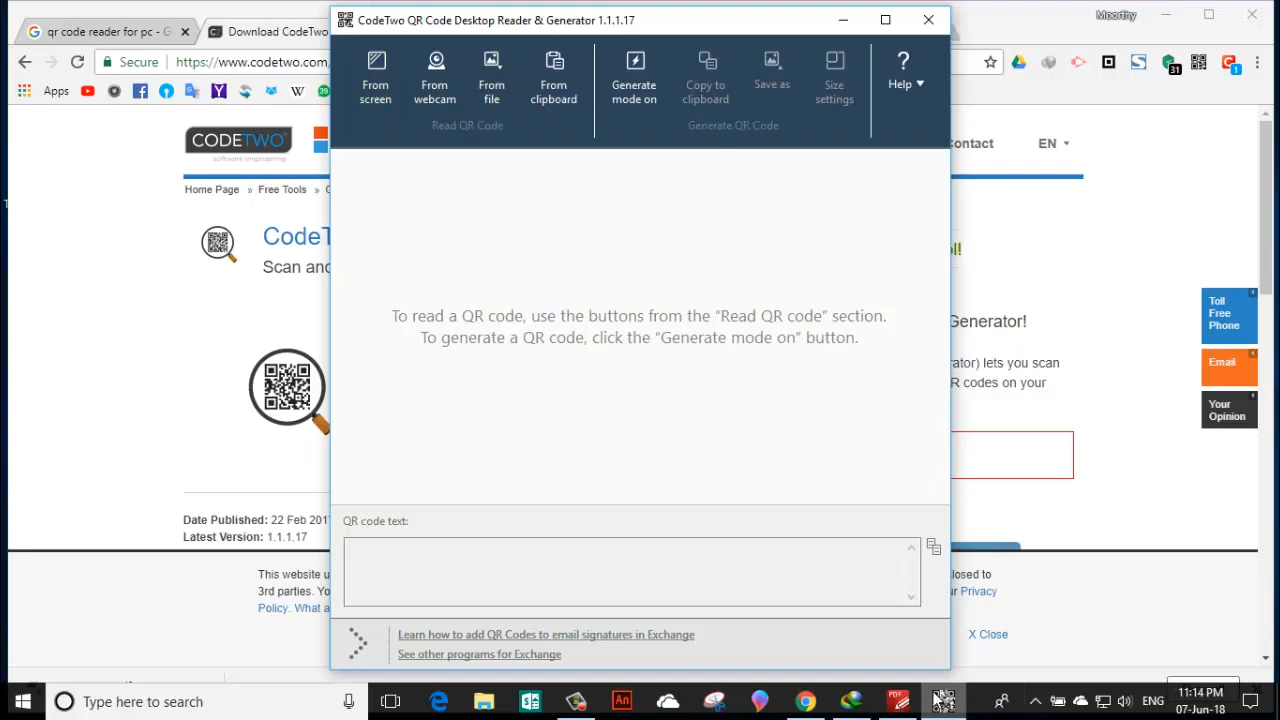 qr code reader for pc -
Download CodeTwo
CodeTwo QR Code Desktop Reader & Generator 1.1.1.17
Moorthy
Secure
https://www.codetwo.com
Apps
31
1
From screen
From webcam
From file
From clipboard
Read QR Code
Generate mode on
Copy to clipboard
Save as
Size settings
Generate QR Code
? Help
CODETWO
software engineering
ontact
EN
Home Page » Free Tools »
CodeT
Scan and
l!
Generator!
ator) lets you scan
R codes on your
To read a QR code, use the buttons from the “Read QR code” section.
To generate a QR code, click the “Generate mode on” button.
Toll Free Phone
Email
Your Opinion
Date Published: 22 Feb 201
Latest Version: 1.1.1.17
QR code text:
This website u
3rd parties. Yo
Policy. What a
closed to
ur Privacy
X Close
Learn how to add QR Codes to email signatures in Exchange
See other programs for Exchange
Type here to search
An
PDF
ENG
11:14 PM
07-Jun-18